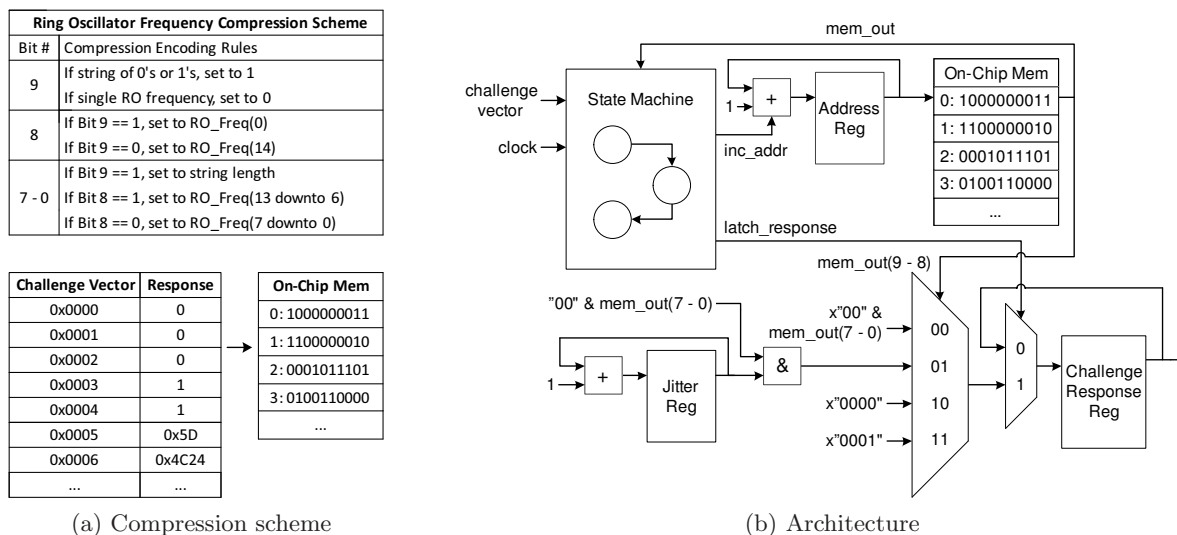 Ring Oscillator Frequency Compression Scheme
Bit # Compression Encoding Rules
9
If string of 0's or 1's, set to 1
If single RO frequency, set to 0
8
If Bit 9 == 1, set to RO_Freq(0)
If Bit 9 == 0, set to RO_Freq(14)
7 - 0
If Bit 9 == 1, set to string length
If Bit 8 == 1, set to RO_Freq(13 downto 6)
If Bit 8 == 0, set to RO_Freq(7 downto 0)
Challenge Vector Response
0x0000 0
0x0001 0
0x0002 0
0x0003 1
0x0004 1
0x0005 0x5D
0x0006 0x4C24
... ...
On-Chip Mem
0: 1000000011
1: 1100000010
2: 0001011101
3: 0100110000
...
(a) Compression scheme
mem_out
challenge
vector
clock
State Machine
inc_addr
latch_response
1
+
Address
Reg
On-Chip Mem
0: 1000000011
1: 1100000010
2: 0001011101
3: 0100110000
...
mem_out(9 - 8)
"00" & mem_out(7 - 0)
x"00" &
mem_out(7 - 0)
1
+
Jitter
Reg
&
x"0000"
x"0001"
00
01
10
11
0
1
Challenge
Response
Reg
(b) Architecture